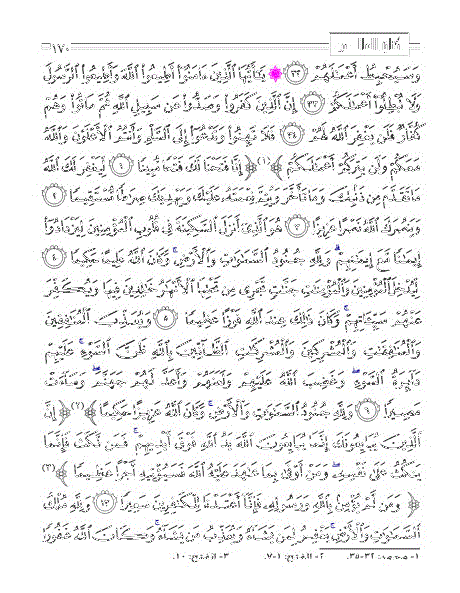 ١٧٠
وَسَيُحْبِطُ أَعْمَٰلَهُمْ ٣٢ يَٰٓأَيُّهَا ٱلَّذِينَ ءَامَنُوٓا۟ أَطِيعُوا۟ ٱللَّهَ وَأَطِيعُوا۟ ٱلرَّسُولَ
وَلَا تُبْطِلُوٓا۟ أَعْمَٰلَكُمْ ٣٣ إِنَّ ٱلَّذِينَ كَفَرُوا۟ وَصَدُّوا۟ عَن سَبِيلِ ٱللَّهِ ثُمَّ مَاتُوا۟ وَهُمْ
كُفَّارٌ فَلَن يَغْفِرَ ٱللَّهُ لَهُمْ ٣٤ فَلَا تَهِنُوا۟ وَتَدْعُوٓا۟ إِلَى ٱلسَّلْمِ وَأَنتُمُ ٱلْأَعْلَوْنَ وَٱللَّهُ
مَعَكُمْ وَلَن يَتِرَكُمْ أَعْمَٰلَكُمْ ﴾(١) ﴿ إِنَّا فَتَحْنَا لَكَ فَتْحًا مُّبِينًا ١ لِّيَغْفِرَ لَكَ ٱللَّهُ
مَا تَقَدَّمَ مِن ذَنۢبِكَ وَمَا تَأَخَّرَ وَيُتِمَّ نِعْمَتَهُۥ عَلَيْكَ وَيَهْدِيَكَ صِرَٰطًا مُّسْتَقِيمًا ٢
وَيَنصُرَكَ ٱللَّهُ نَصْرًا عَزِيزًا ٣ هُوَ ٱلَّذِىٓ أَنزَلَ ٱلسَّكِينَةَ فِى قُلُوبِ ٱلْمُؤْمِنِينَ لِيَزْدَادُوٓا۟
إِيمَٰنًا مَّعَ إِيمَٰنِهِمْ ۗ وَلِلَّهِ جُنُودُ ٱلسَّمَٰوَٰتِ وَٱلْأَرْضِ ۚ وَكَانَ ٱللَّهُ عَلِيمًا حَكِيمًا ٤
لِّيُدْخِلَ ٱلْمُؤْمِنِينَ وَٱلْمُؤْمِنَٰتِ جَنَّٰتٍ تَجْرِى مِن تَحْتِهَا ٱلْأَنْهَٰرُ خَٰلِدِينَ فِيهَا وَيُكَفِّرَ
عَنْهُمْ سَيِّـَٔاتِهِمْ ۚ وَكَانَ ذَٰلِكَ عِندَ ٱللَّهِ فَوْزًا عَظِيمًا ٥ وَيُعَذِّبَ ٱلْمُنَٰفِقِينَ
وَٱلْمُنَٰفِقَٰتِ وَٱلْمُشْرِكِينَ وَٱلْمُشْرِكَٰتِ ٱلظَّآنِّينَ بِٱللَّهِ ظَنَّ ٱلسَّوْءِ ۚ عَلَيْهِمْ
دَآئِرَةُ ٱلسَّوْءِ ۖ وَغَضِبَ ٱللَّهُ عَلَيْهِمْ وَلَعَنَهُمْ وَأَعَدَّ لَهُمْ جَهَنَّمَ ۖ وَسَآءَتْ
مَصِيرًا ٦ وَلِلَّهِ جُنُودُ ٱلسَّمَٰوَٰتِ وَٱلْأَرْضِ ۚ وَكَانَ ٱللَّهُ عَزِيزًا حَكِيمًا ﴾(٢) ﴿ إِنَّ
ٱلَّذِينَ يُبَايِعُونَكَ إِنَّمَا يُبَايِعُونَ ٱللَّهَ يَدُ ٱللَّهِ فَوْقَ أَيْدِيهِمْ ۚ فَمَن نَّكَثَ فَإِنَّمَا
يَنكُثُ عَلَىٰ نَفْسِهِۦ ۖ وَمَنْ أَوْفَىٰ بِمَا عَٰهَدَ عَلَيْهُ ٱللَّهَ فَسَيُؤْتِيهِ أَجْرًا عَظِيمًا ﴾(٣)
﴿ وَمَن لَّمْ يُؤْمِنۢ بِٱللَّهِ وَرَسُولِهِۦ فَإِنَّآ أَعْتَدْنَا لِلْكَٰفِرِينَ سَعِيرًا ١٣ وَلِلَّهِ مُلْكُ
ٱلسَّمَٰوَٰتِ وَٱلْأَرْضِ ۚ يَغْفِرُ لِمَن يَشَآءُ وَيُعَذِّبُ مَن يَشَآءُ ۚ وَكَانَ ٱللَّهُ غَفُورًا
١- محمد: ٣٢-٣٥. ٢- الفتح: ١-٧. ٣- الفتح: ١٠.